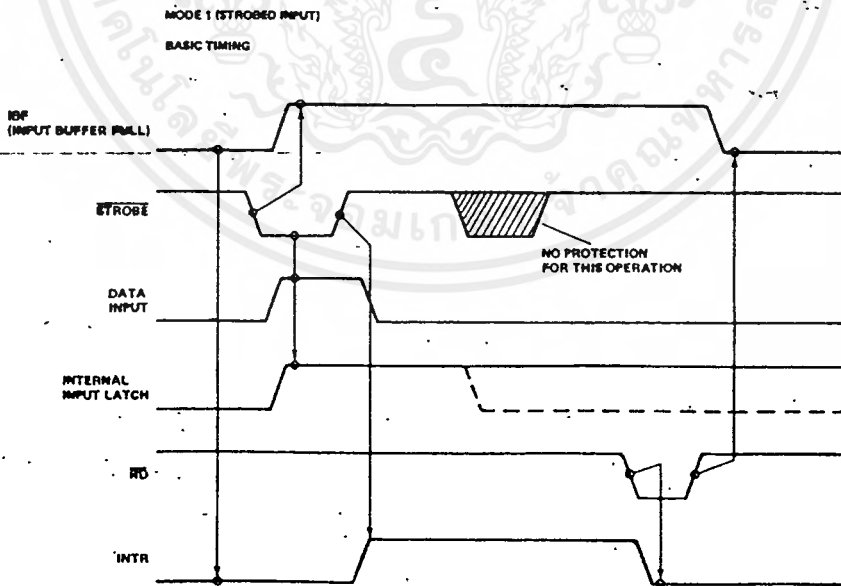 MODE 1 (STROBED INPUT)
BASIC TIMING
IBF
(INPUT BUFFER FULL)
STROBE
NO PROTECTION
FOR THIS OPERATION
DATA
INPUT
INTERNAL
INPUT LATCH
RD
INTR